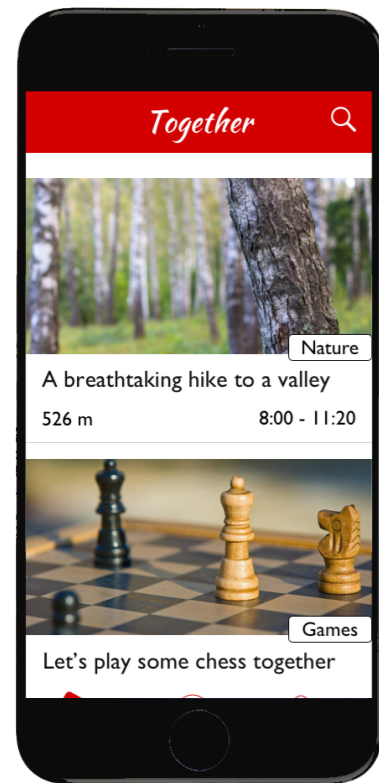 Together
Nature
A breathtaking hike to a valley
526 m
8:00 - 11:20
Games
Let’s play some chess together